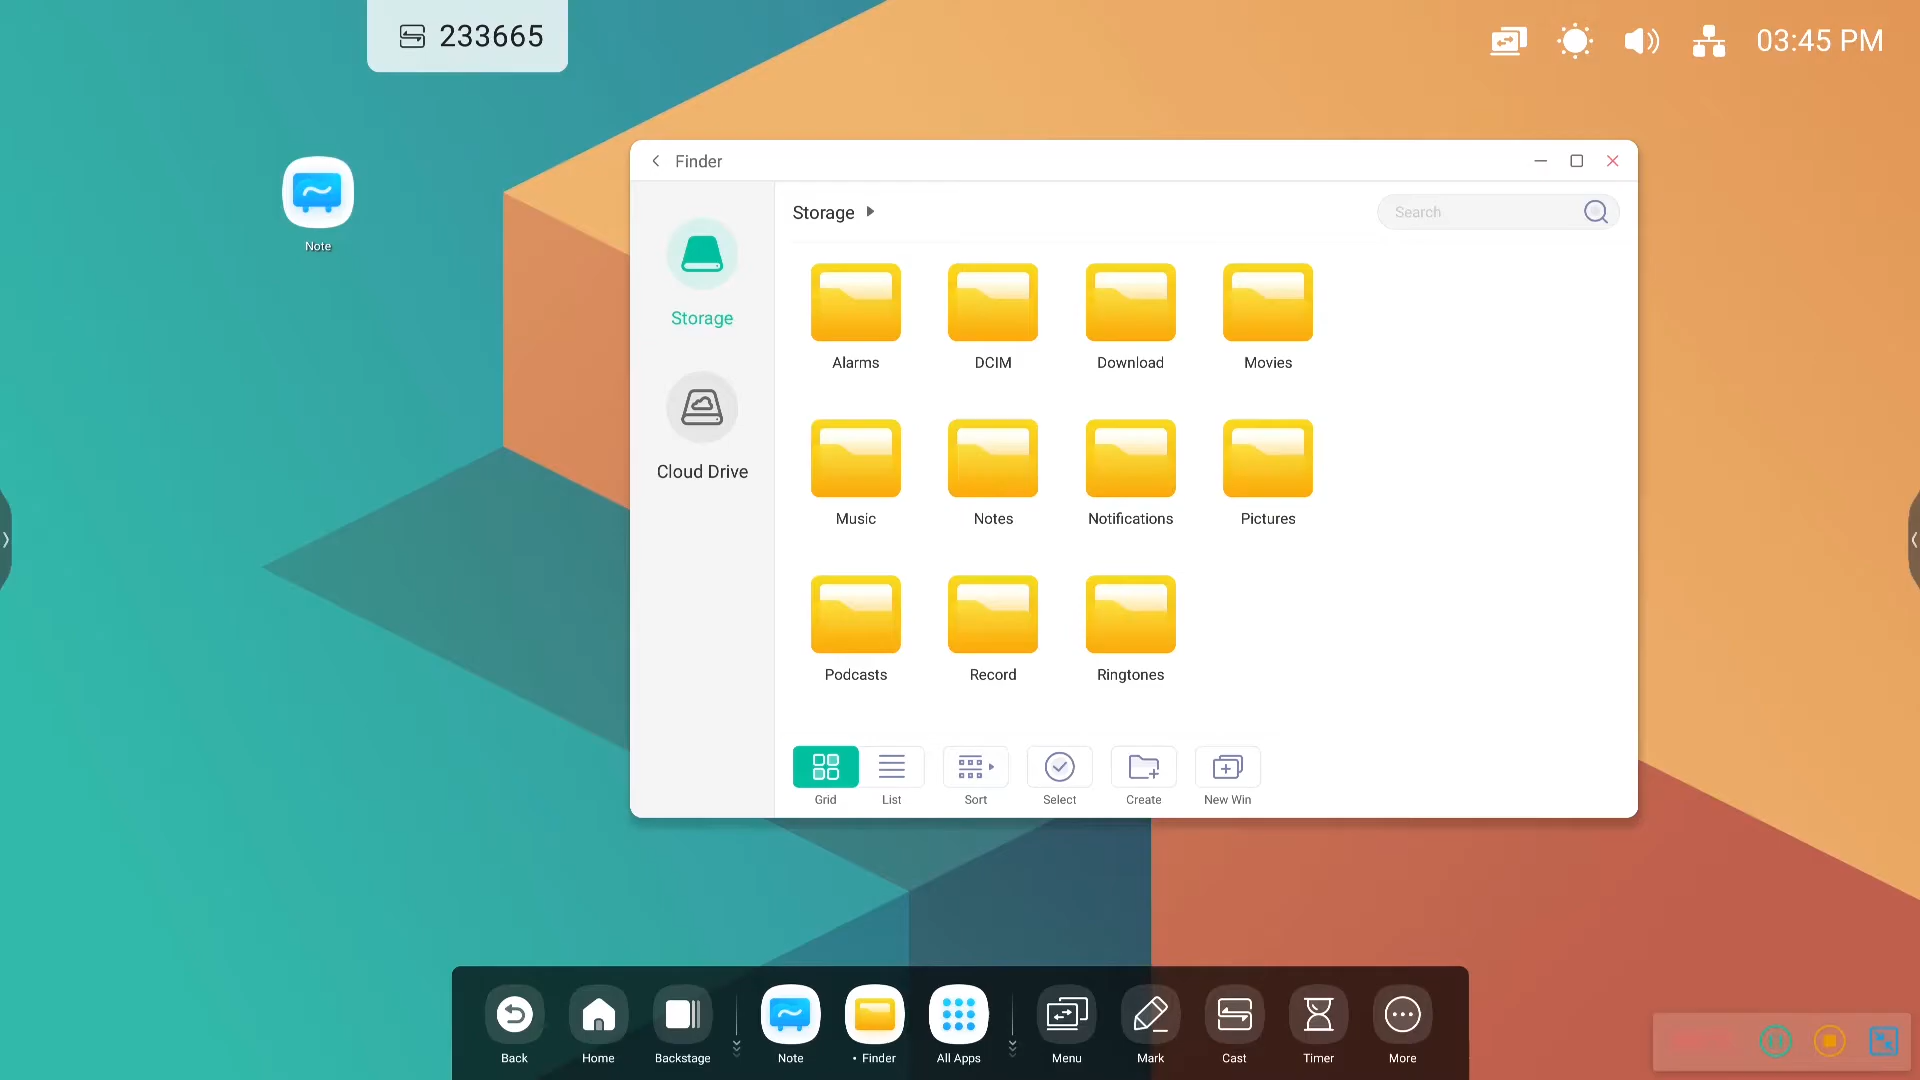 233665
03:45 PM
Note
Finder
Storage
Search
Storage
Cloud Drive
Alarms
DCIM
Download
Movies
Music
Notes
Notifications
Pictures
Podcasts
Record
Ringtones
Grid
List
Sort
Select
Create
New Win
Back
Home
Backstage
Note
Finder
All Apps
Menu
Mark
Cast
Timer
More